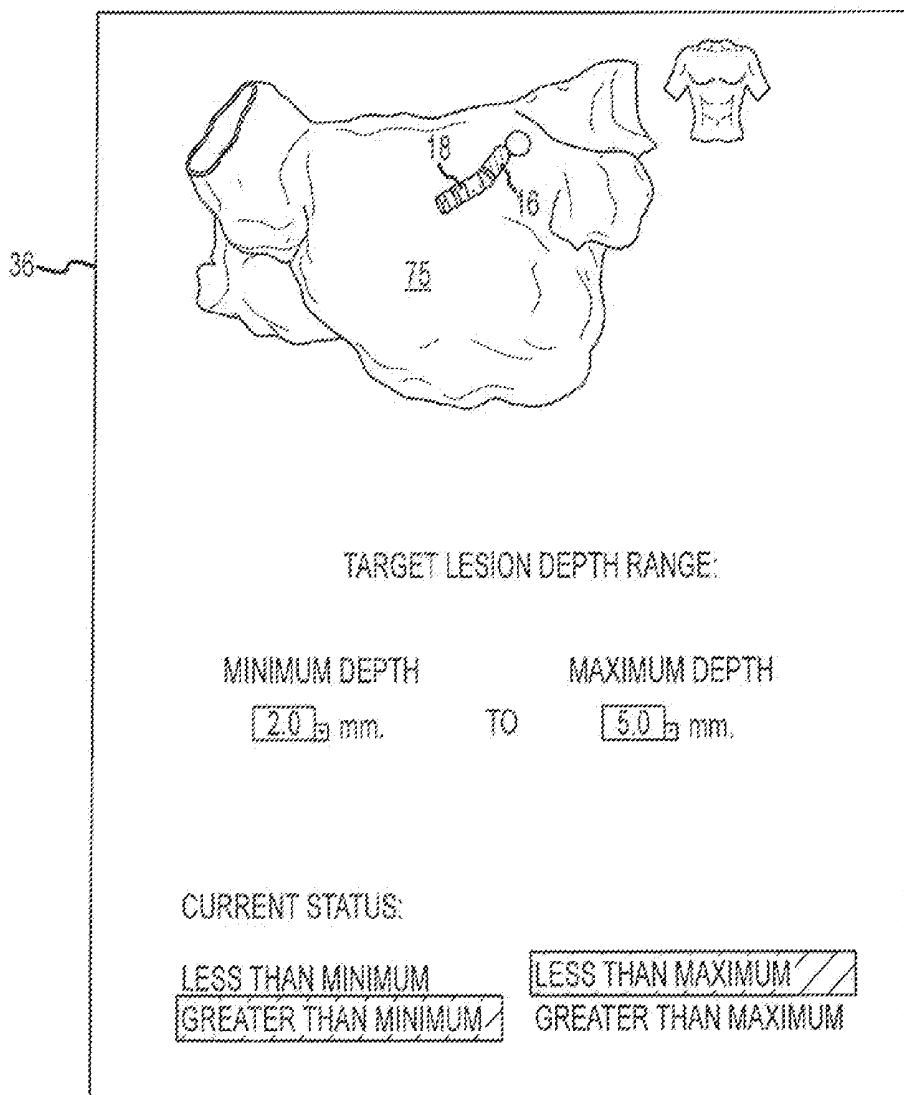 18
16
36
75
TARGET LESION DEPTH RANGE:
MINIMUM DEPTH MAXIMUM DEPTH
2.0 mm. TO 5.0 mm.
CURRENT STATUS:
LESS THAN MINIMUM LESS THAN MAXIMUM
GREATER THAN MINIMUM GREATER THAN MAXIMUM